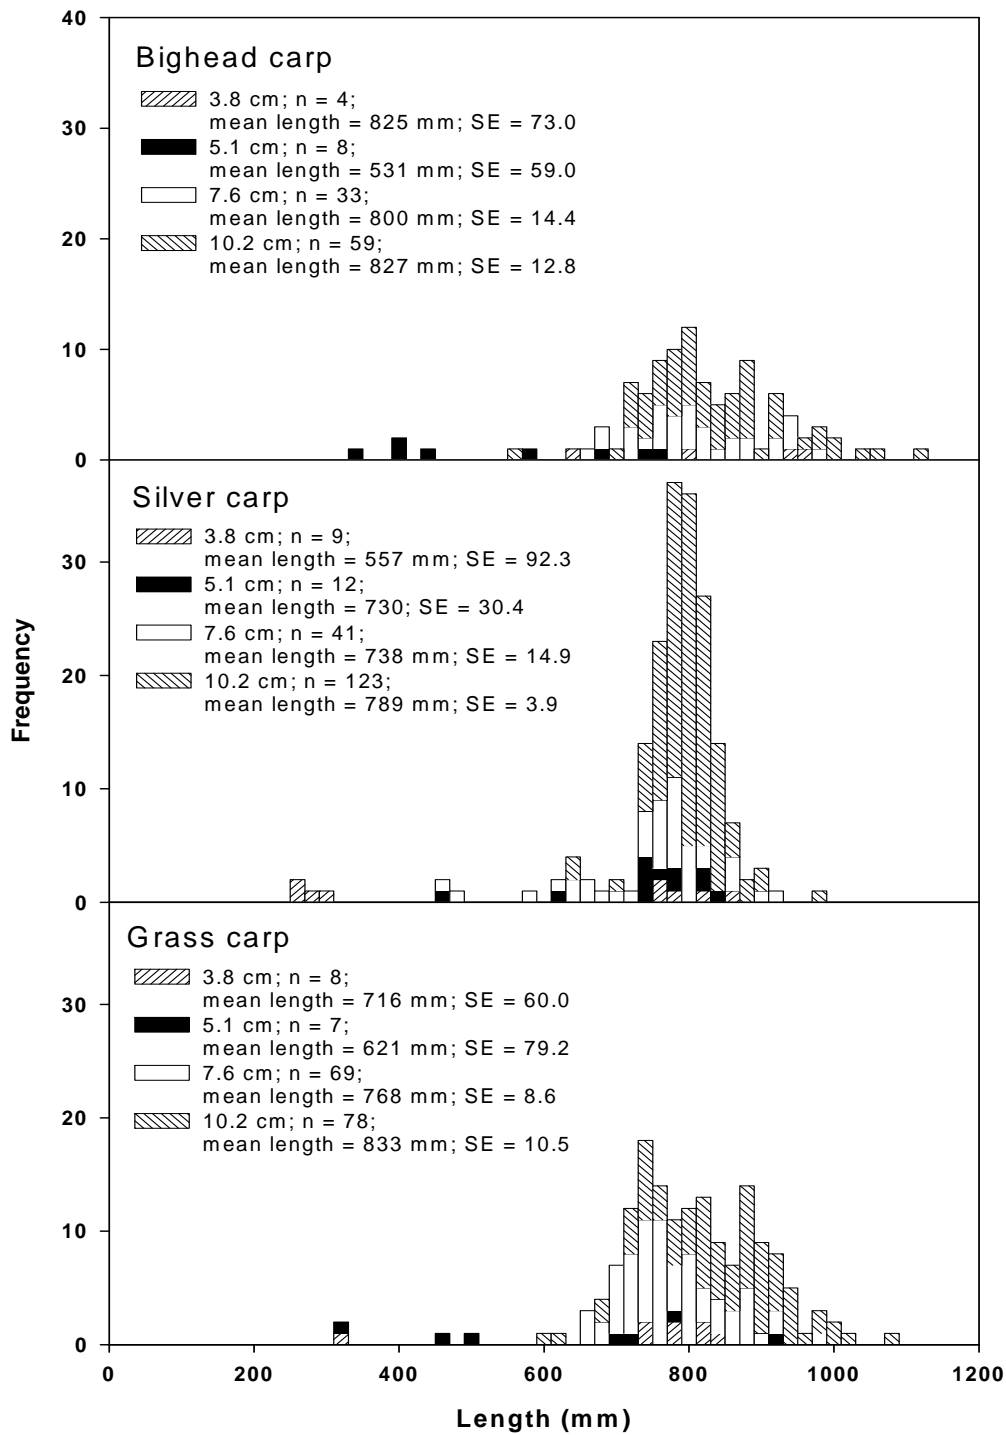 40
Bighead carp
3.8 cm; n = 4;
mean length = 825 mm; SE = 73.0
30
5.1 cm; n = 8;
mean length = 531 mm; SE = 59.0
7.6 cm; n = 33;
mean length = 800 mm; SE = 14.4
20
10.2 cm; n = 59;
mean length = 827 mm; SE = 12.8
10
0
Silver carp
3.8 cm; n = 9;
mean length = 557 mm; SE = 92.3
30
5.1 cm; n = 12;
mean length = 730; SE = 30.4
7.6 cm; n = 41;
mean length = 738 mm; SE = 14.9
20
10.2 cm; n = 123;
mean length = 789 mm; SE = 3.9
Frequency
10
0
Grass carp
3.8 cm; n = 8;
mean length = 716 mm; SE = 60.0
30
5.1 cm; n = 7;
mean length = 621 mm; SE = 79.2
7.6 cm; n = 69;
mean length = 768 mm; SE = 8.6
20
10.2 cm; n = 78;
mean length = 833 mm; SE = 10.5
10
0
0 200 400 600 800 1000 1200
Length (mm)